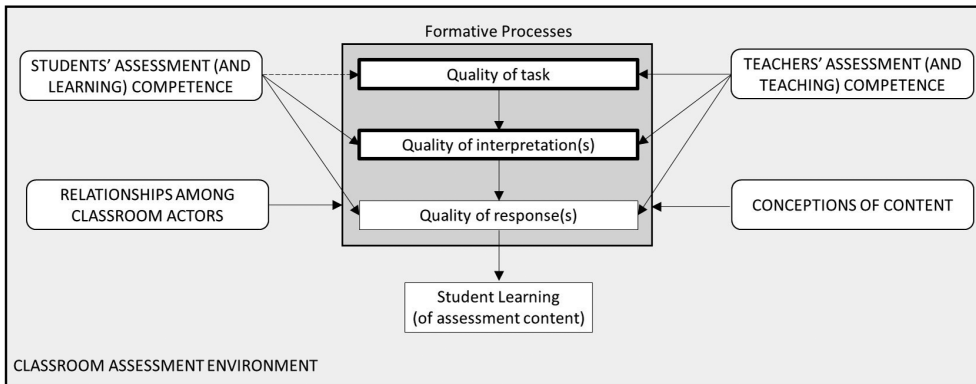 Formative Processes
STUDENTS' ASSESSMENT (AND
LEARNING) COMPETENCE
Quality of task
TEACHERS' ASSESSMENT (AND
TEACHING) COMPETENCE
Quality of interpretation(s)
RELATIONSHIPS AMONG
CLASSROOM ACTORS
Quality of response(s)
CONCEPTIONS OF CONTENT
Student Learning
(of assessment content)
CLASSROOM ASSESSMENT ENVIRONMENT